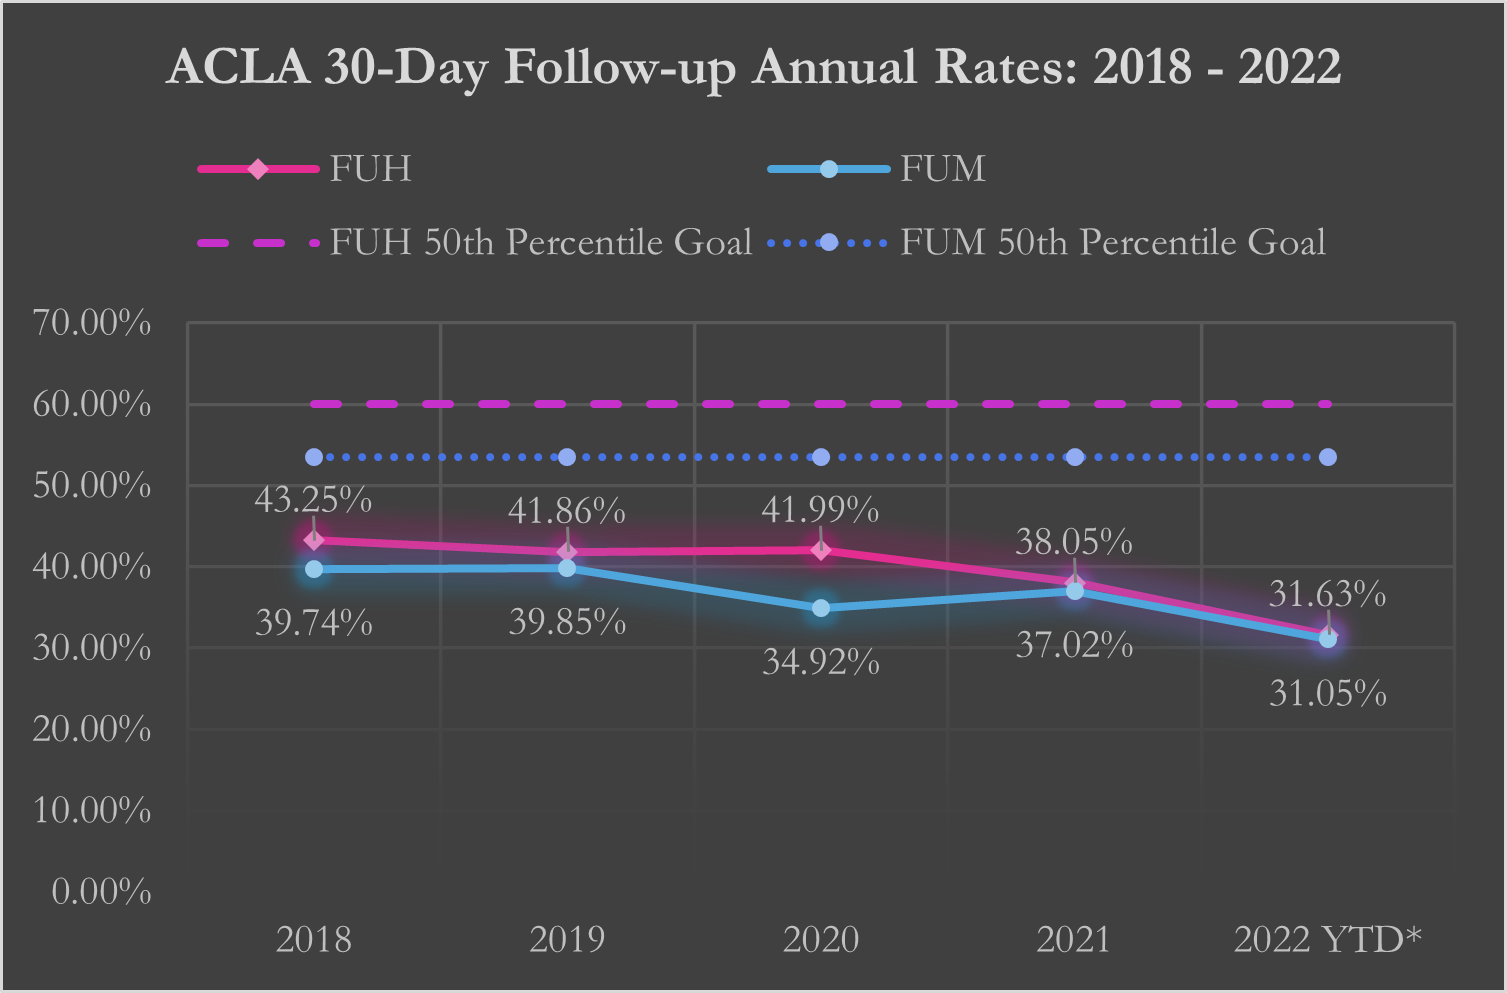 ACLA 30-Day Follow-up Annual Rates: 2018 - 2022
FUH FUM
FUH 50th Percentile Goal FUM 50th Percentile Goal
70.00%
60.00%
50.00%
40.00%
30.00%
20.00%
10.00%
0.00%
43.25% 41.86% 41.99% 38.05% 31.63%
39.74% 39.85% 34.92% 37.02% 31.05%
2018 2019 2020 2021 2022 YTD*